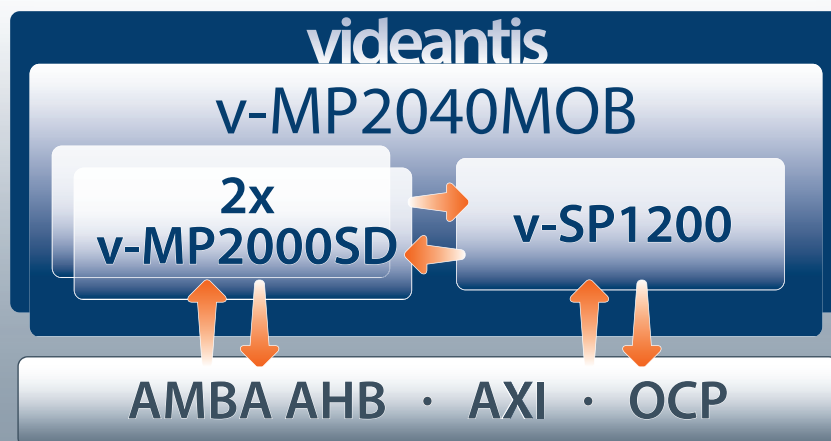 videantis
v-MP2040MOB
2x
v-MP2000SD
v-SP1200
AMBA AHB · AXI · OCP